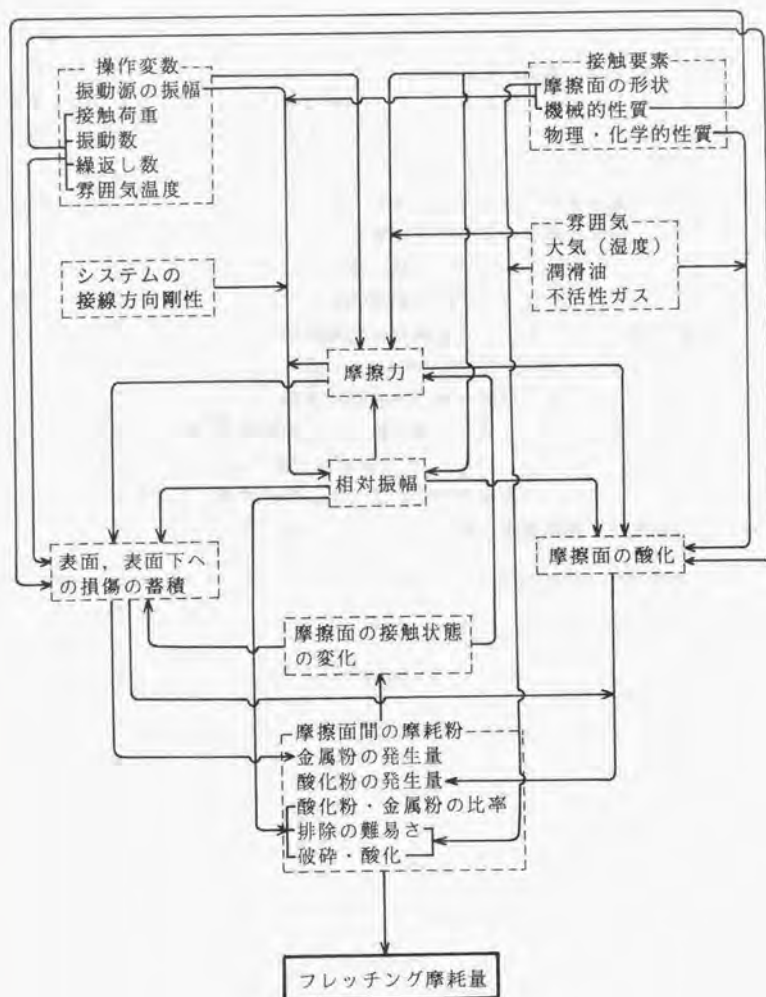 操作変数
振動源の振幅
接触荷重
振動数
繰返し数
雰囲気温度
接触要素
摩擦面の形状
機械的性質
物理・化学的性質
雰囲気
大気(湿度)
潤滑油
不活性ガス
システムの
接線方向剛性
摩擦力
相対振幅
表面,表面下へ
の損傷の蓄積
摩擦面の酸化
摩擦面の接触状態
の変化
摩擦面間の摩耗粉
金属粉の発生量
酸化粉の発生量
酸化粉・金属粉の比率
排除の難易さ
破砕・酸化
フレッチング摩耗量